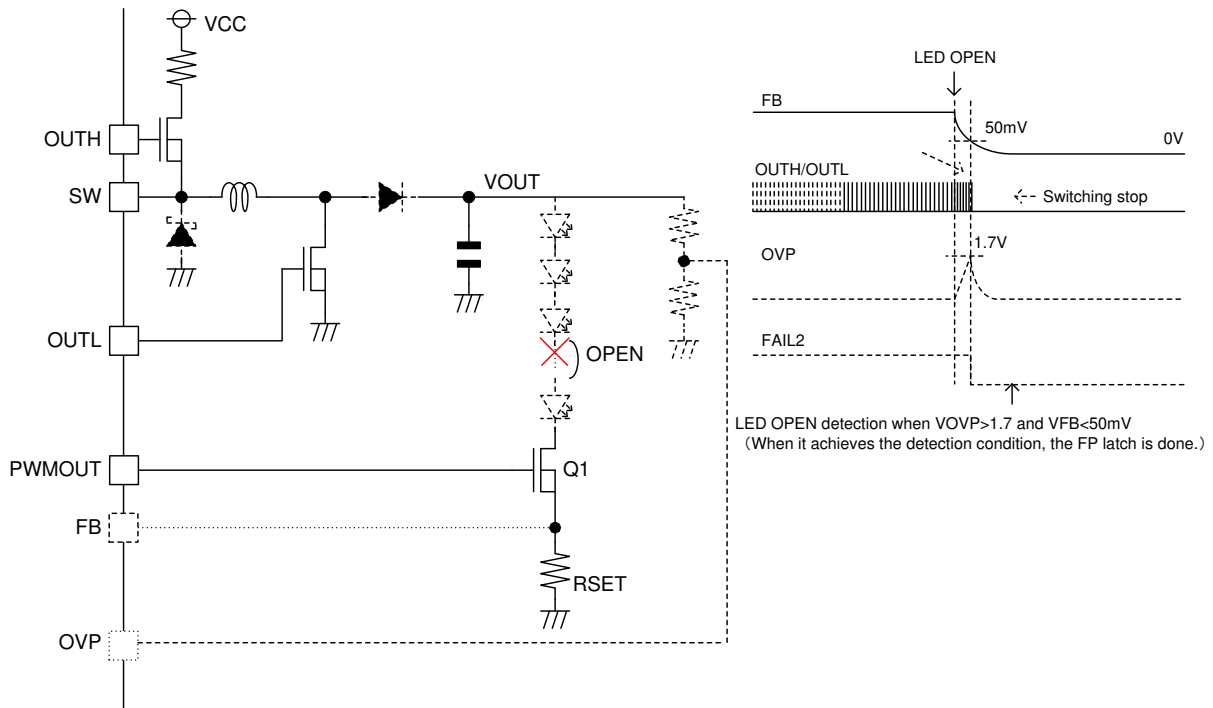 VCC
OUTH
SW
VOUT
OUTL
OPEN
PWMOUT
Q1
FB
RSET
OVP
LED OPEN
FB
50mV
0V
OUTH/OUTL
Switching stop
1.7V
OVP
FAIL2
LED OPEN detection when VOVP>1.7 and VFB<50mV
(When it achieves the detection condition, the FP latch is done.)